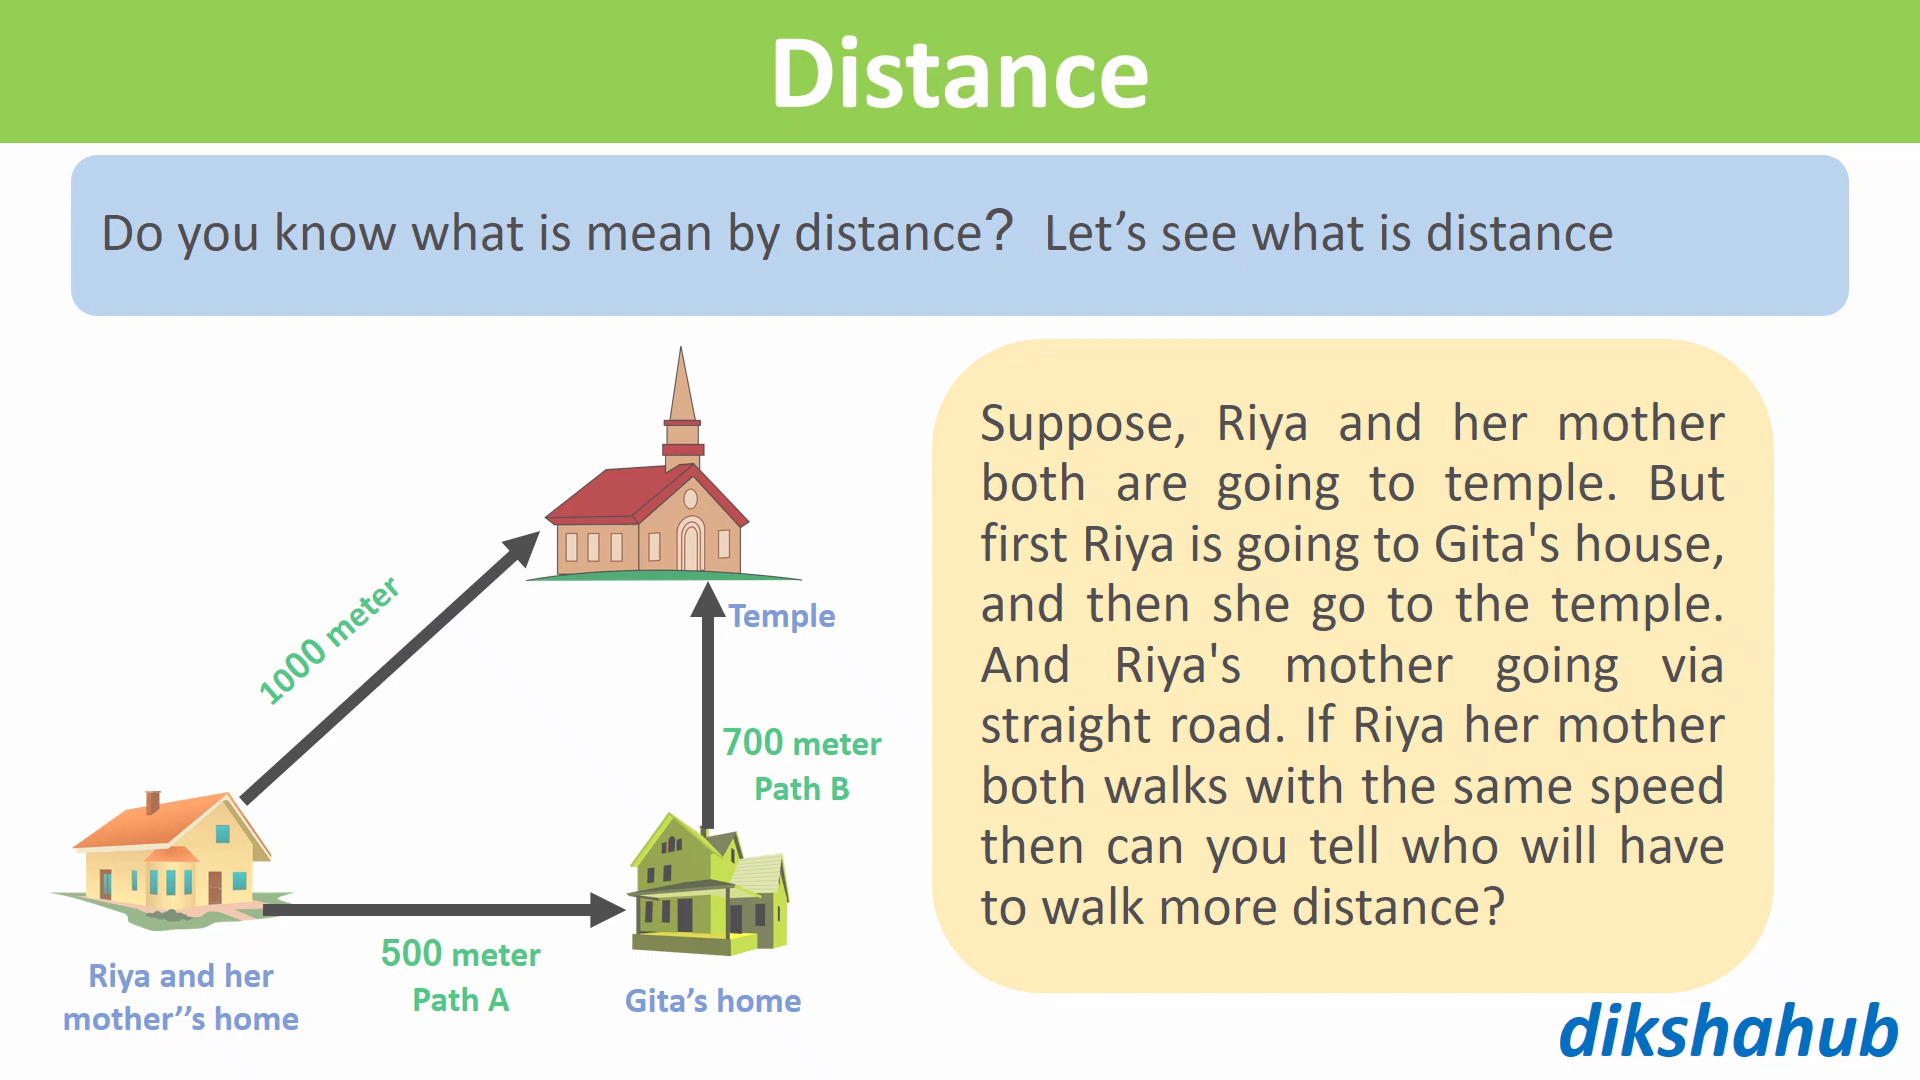 Distance
Do you know what is mean by distance? Let’s see what is distance
1000 meter
Temple
700 meter
Path B
500 meter
Path A
Riya and her
mother’’s home
Gita’s home
Suppose, Riya and her mother
both are going to temple. But
first Riya is going to Gita's house,
and then she go to the temple.
And Riya's mother going via
straight road. If Riya her mother
both walks with the same speed
then can you tell who will have
to walk more distance?
dikshahub